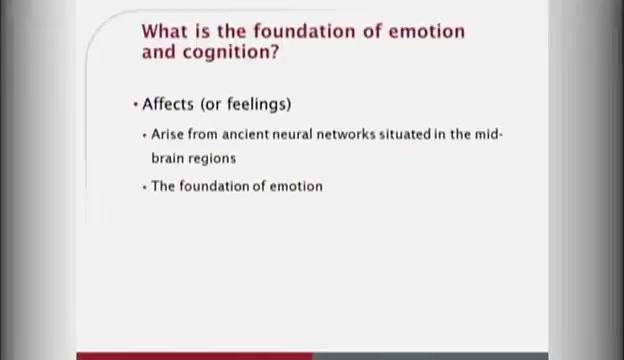 What is the foundation of emotion
and cognition?
• Affects (or feelings)
• Arise from ancient neural networks situated in the mid-
brain regions
• The foundation of emotion